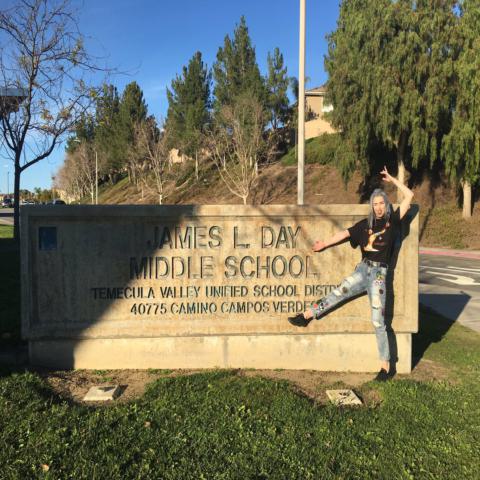 JAMES L. DAY
MIDDLE SCHOOL
TEMECULA VALLEY UNIFIED SCHOOL
40775 CAMINO CAMPOS VERDE